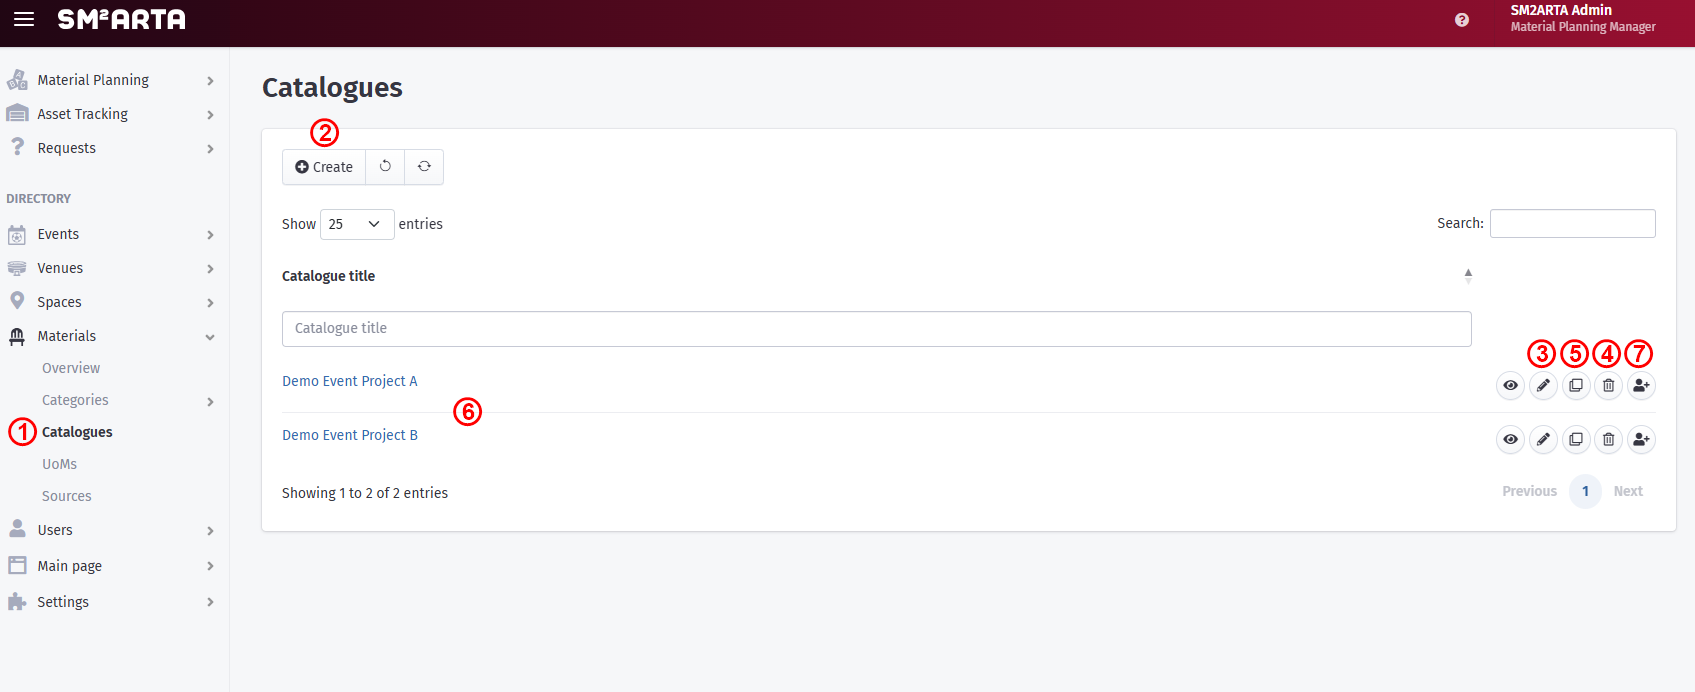 SM²ARTA
SM2ARTA Admin
Material Planning Manager
Material Planning
Asset Tracking
Requests
DIRECTORY
Events
Venues
Spaces
Materials
Overview
Categories
1 Catalogues
UoMs
Sources
Users
Main page
Settings
Catalogues
2
Create
Show 25 entries
Search:
Catalogue title
Catalogue title
3 5 4 7
Demo Event Project A
6
Demo Event Project B
Showing 1 to 2 of 2 entries
Previous 1 Next